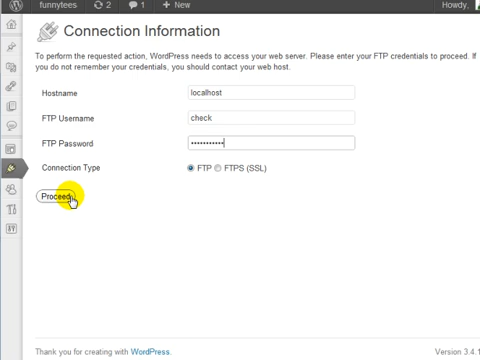 funnytees 2 1 + New Howdy,
Connection Information
To perform the requested action, WordPress needs to access your web server. Please enter your FTP credentials to proceed. If
you do not remember your credentials, you should contact your web host.
Hostname localhost
FTP Username check
FTP Password •••••••••••
Connection Type FTP FTPS (SSL)
Proceed
Thank you for creating with WordPress. Version 3.4.1